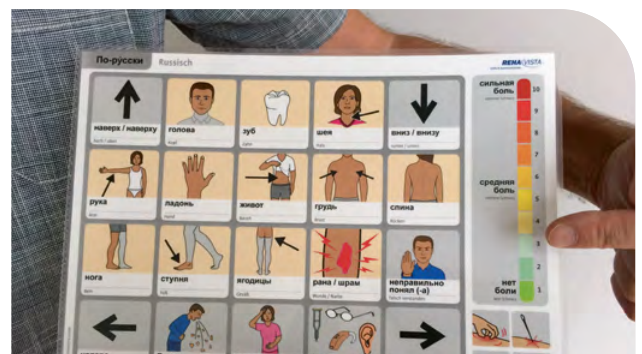 По-русски Russisch
RENAVISTA
наверх / наверху
голова
зуб
шея
вниз / внизу
рука
ладонь
живот
грудь
спина
нога
ступня
ягодицы
рана / шрам
неправильно
понял (-а)
сильная
боль
средняя
боль
нет
боли
10
9
8
7
6
5
4
3
2
1